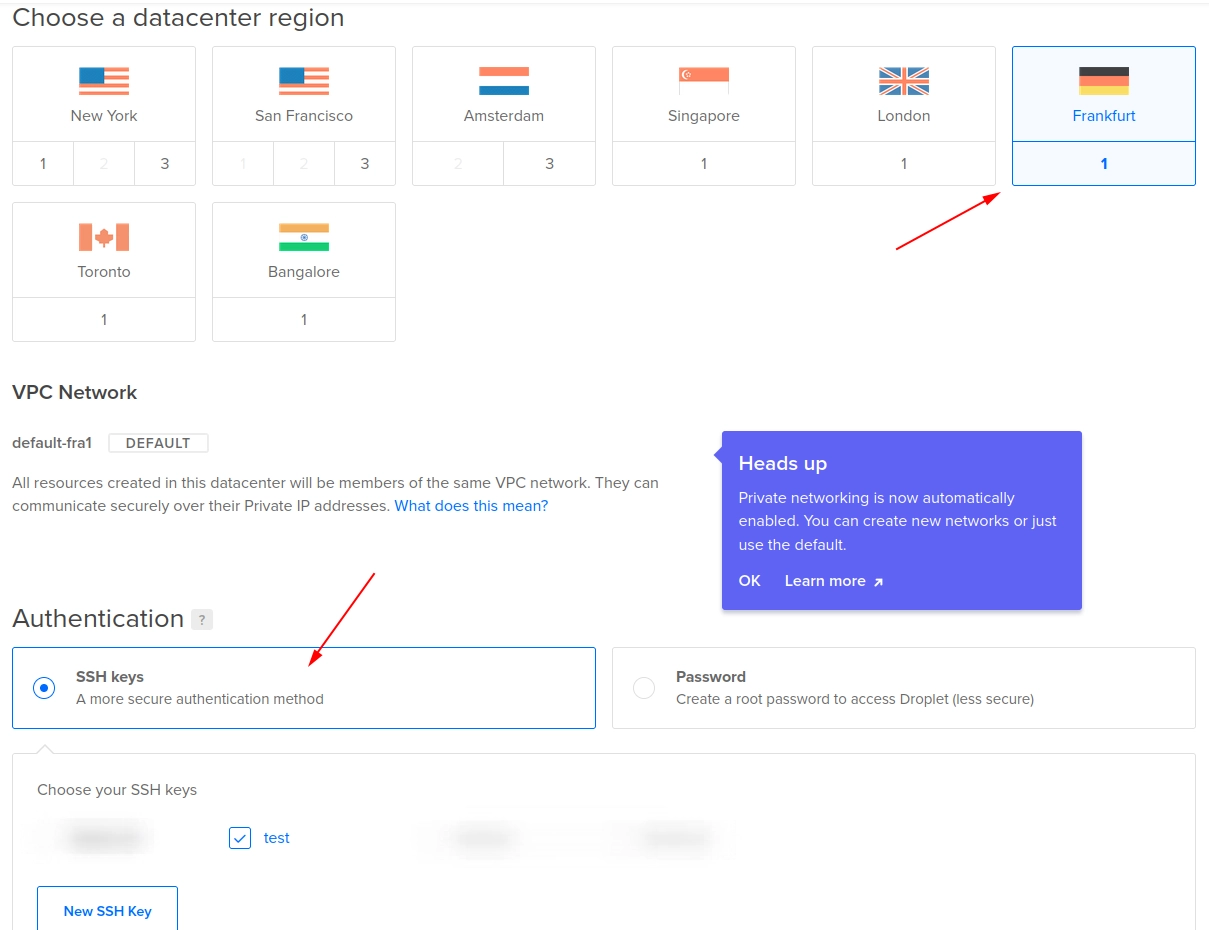 Choose a datacenter region
New York
San Francisco
Amsterdam
Singapore
London
Frankfurt
1 2 3
1 2 3
2 3
1
1
1
Toronto
Bangalore
1
1
VPC Network
default-fra1 DEFAULT
All resources created in this datacenter will be members of the same VPC network. They can
communicate securely over their Private IP addresses. What does this mean?
Heads up
Private networking is now automatically
enabled. You can create new networks or just
use the default.
OK Learn more
Authentication ?
SSH keys
A more secure authentication method
Password
Create a root password to access Droplet (less secure)
Choose your SSH keys
test
New SSH Key